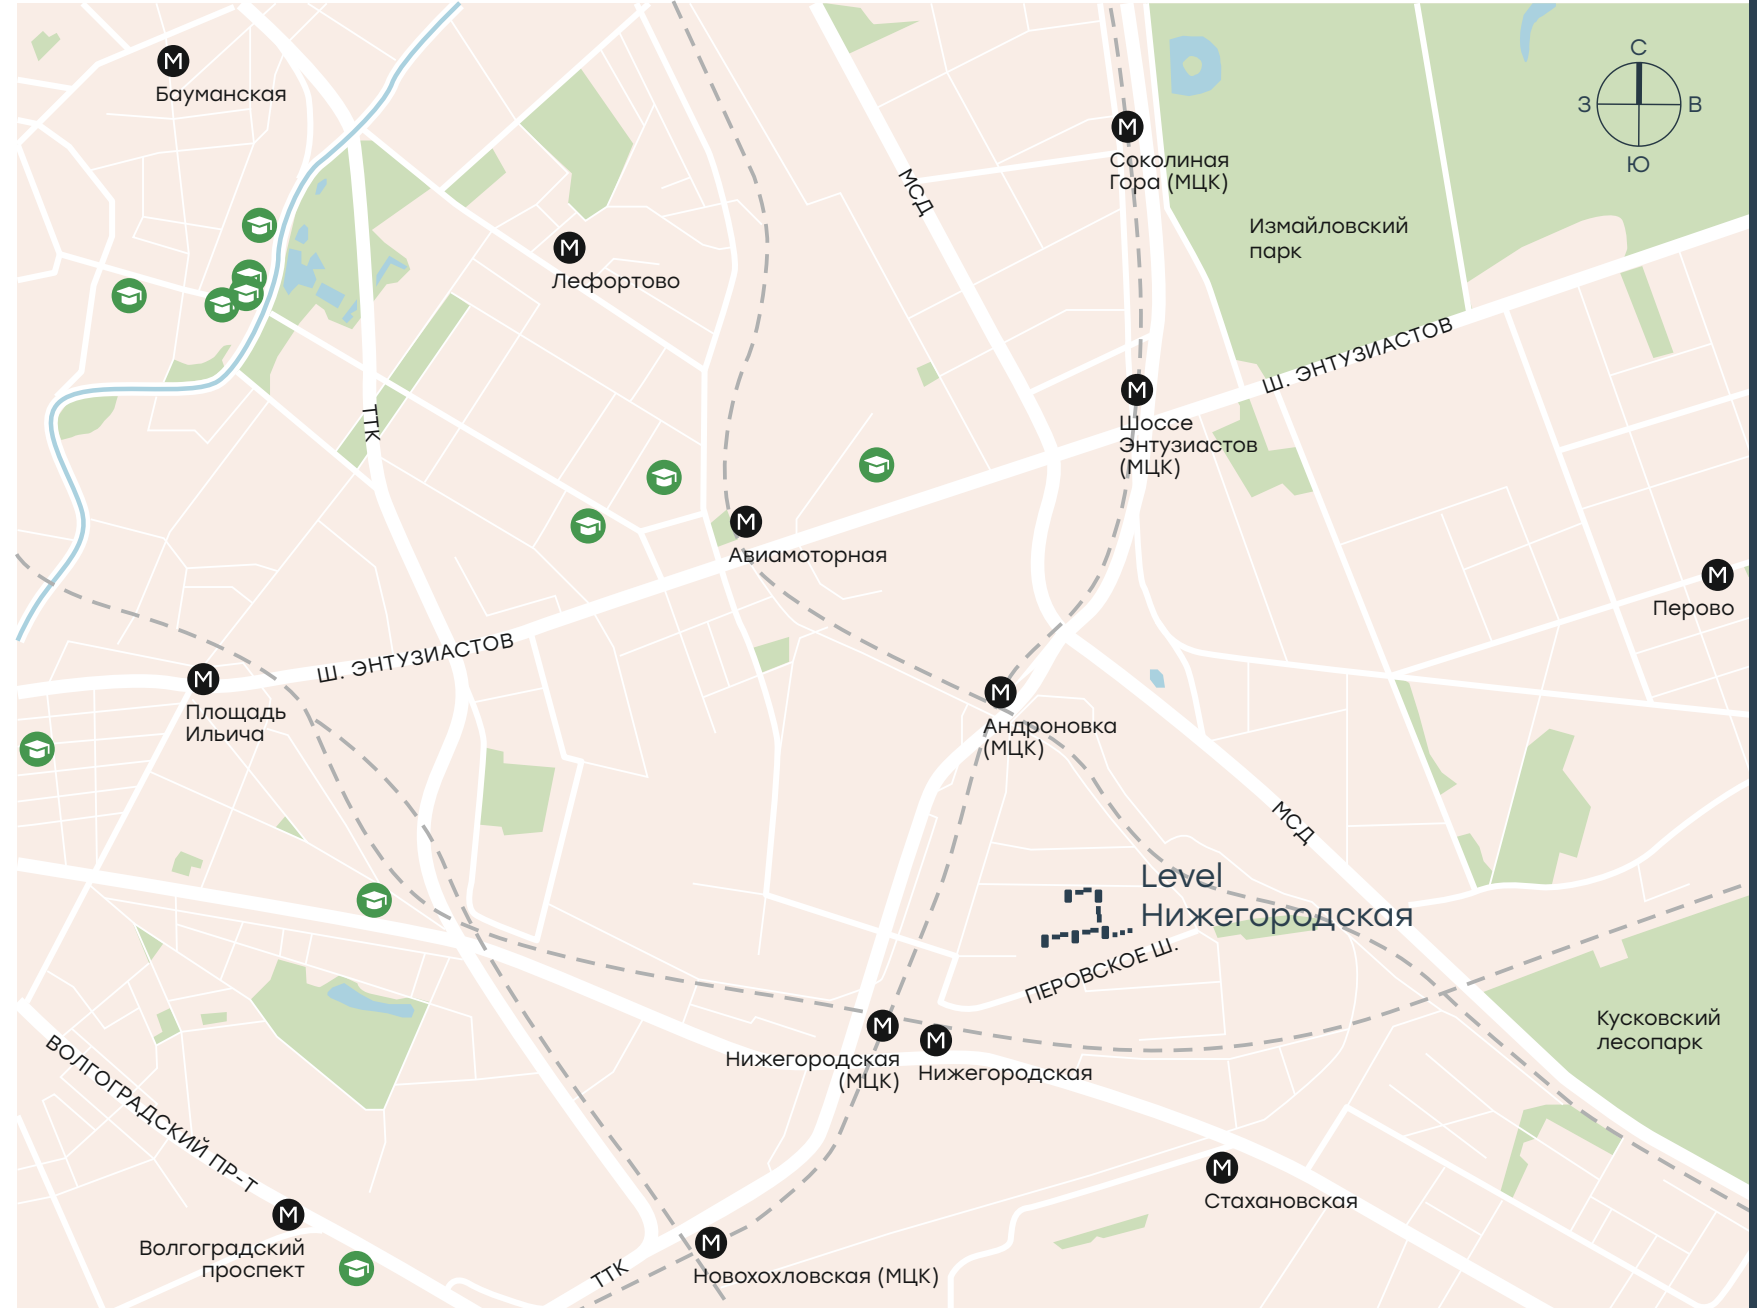 С
З
В
Ю
М
Бауманская
М
Соколиная
Гора (МЦК)
МСД
Измайловский
парк
М
Лефортово
Ш. ЭНТУЗИАСТОВ
ТТК
М
Шоссе
Энтузиастов
(МЦК)
М
Авиамоторная
М
Перово
Ш. ЭНТУЗИАСТОВ
М
Площадь
Ильича
М
Андроновка
(МЦК)
МСД
Level
Нижегородская
ПЕРОВСКОЕ Ш.
Кусковский
лесопарк
М
Нижегородская
(МЦК)
М
Нижегородская
ВОЛГОГРАДСКИЙ ПР-Т
М
Стахановская
М
Волгоградский
проспект
М
Новохохловская (МЦК)
ТТК